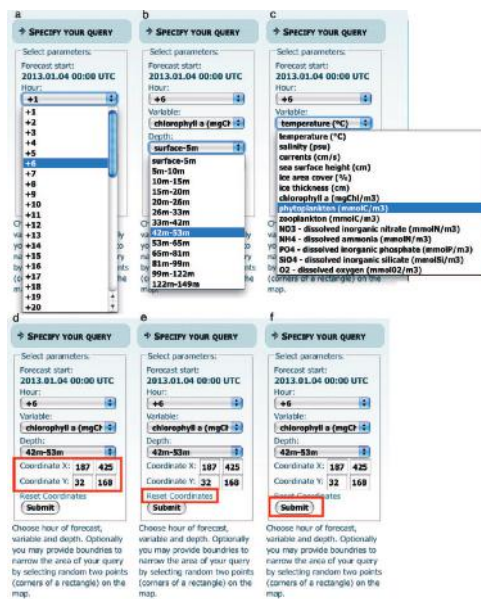 a
SPECIFY YOUR QUERY
Select parameters:
Forecast start:
2013.01.04 00:00 UTC
Hour:
+1
+1
+2
+3
+4
+5
+6
+7
+8
+9
+10
+11
+12
+13
+14
+15
+16
+17
+18
+19
+20
b
SPECIFY YOUR QUERY
Select parameters:
Forecast start:
2013.01.04 00:00 UTC
Hour:
+6
Variable:
chlorophyll a (mgCh
Depth:
surface-5m
surface-5m
5m-10m
10m-15m
15m-20m
20m-26m
26m-33m
33m-42m
42m-53m
53m-65m
65m-81m
81m-99m
99m-122m
122m-149m
c
SPECIFY YOUR QUERY
Select parameters:
Forecast start:
2013.01.04 00:00 UTC
Hour:
+6
Variable:
temperature (°C)
temperature (°C)
salinity (psu)
currents (cm/s)
sea surface height (cm)
ice area cover (%)
ice thickness (cm)
chlorophyll a (mgChl/m3)
phytoplankton (mmolC/m3)
zooplankton (mmolC/m3)
NO3 - dissolved inorganic nitrate (mmolN/m3)
NH4 - dissolved ammonia (mmolN/m3)
PO4 - dissolved inorganic phosphate (mmolP/m3)
SiO4 - dissolved inorganic silicate (mmolSi/m3)
O2 - dissolved oxygen (mmolO2/m3)
map.
d
SPECIFY YOUR QUERY
Select parameters:
Forecast start:
2013.01.04 00:00 UTC
Hour:
+6
Variable:
chlorophyll a (mgCh
Depth:
42m-53m
Coordinate X: 187 425
Coordinate Y: 32 168
Reset Coordinates
Submit
Choose hour of forecast,
variable and depth. Optionally
you may provide boundries to
narrow the area of your query
by selecting random two points
(corners of a rectangle) on the
map.
e
SPECIFY YOUR QUERY
Select parameters:
Forecast start:
2013.01.04 00:00 UTC
Hour:
+6
Variable:
chlorophyll a (mgCh
Depth:
42m-53m
Coordinate X: 187 425
Coordinate Y: 32 168
Reset Coordinates
Submit
Choose hour of forecast,
variable and depth. Optionally
you may provide boundries to
narrow the area of your query
by selecting random two points
(corners of a rectangle) on the
map.
f
SPECIFY YOUR QUERY
Select parameters:
Forecast start:
2013.01.04 00:00 UTC
Hour:
+6
Variable:
chlorophyll a (mgCh
Depth:
42m-53m
Coordinate X: 187 425
Coordinate Y: 32 168
Reset Coordinates
Submit
Choose hour of forecast,
variable and depth. Optionally
you may provide boundries to
narrow the area of your query
by selecting random two points
(corners of a rectangle) on the
map.